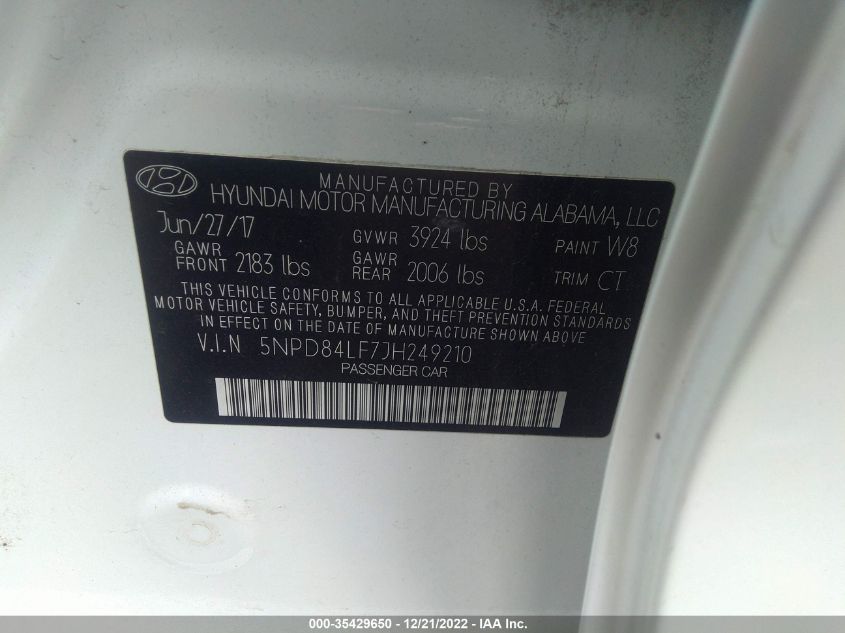 MANUFACTURED BY
HYUNDAI MOTOR MANUFACTURING ALABAMA, LLC
Jun/27/17 GVWR 3924 lbs PAINT W8
GAWR FRONT 2183 lbs GAWR REAR 2006 lbs TRIM CT
THIS VEHICLE CONFORMS TO ALL APPLICABLE U.S.A. FEDERAL
MOTOR VEHICLE SAFETY, BUMPER, AND THEFT PREVENTION STANDARDS
IN EFFECT ON THE DATE OF MANUFACTURE SHOWN ABOVE.
V.I.N 5NPD84LF7JH249210
PASSENGER CAR
000-35429650 - 12/21/2022 - IAA Inc.